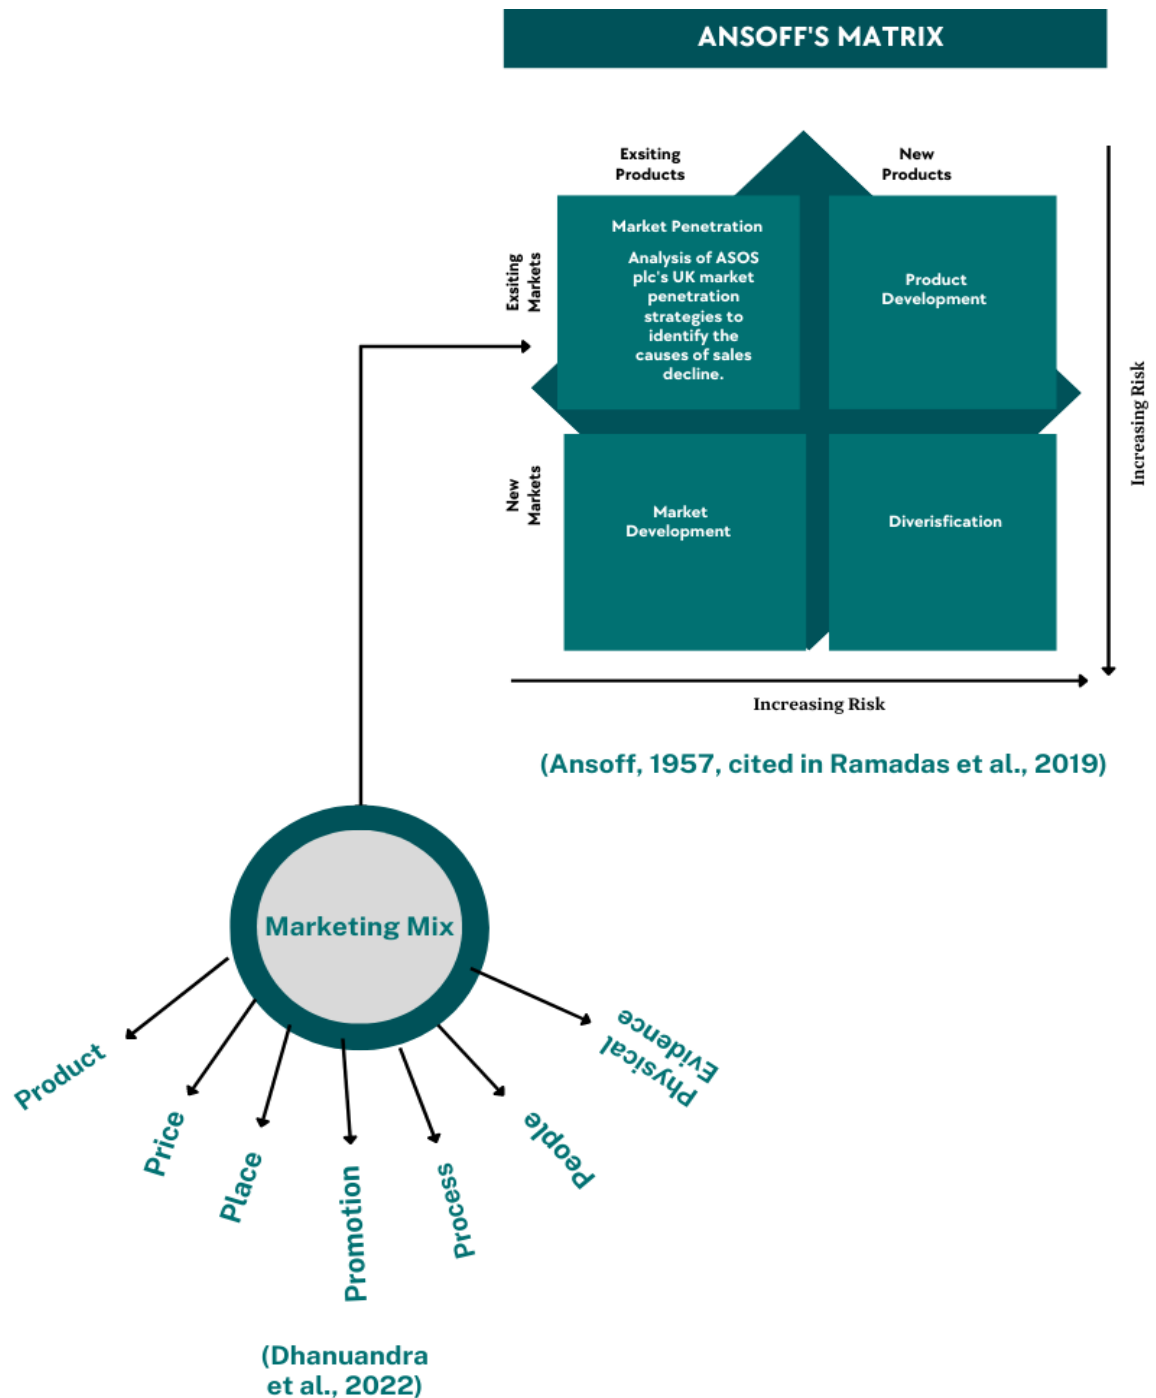 ANSOFF'S MATRIX
Exsiting
Products
New
Products
Exsiting
Markets
Market Penetration
Analysis of ASOS
plc's UK market
penetration
strategies to
identify the
causes of sales
decline.
Product
Development
Increasing Risk
New
Markets
Market
Development
Diverisfication
Increasing Risk
(Ansoff, 1957, cited in Ramadas et al., 2019)
Marketing Mix
Product
Price
Place
Promotion
Process
People
Physical
Evidence
(Dhanuandra
et al., 2022)